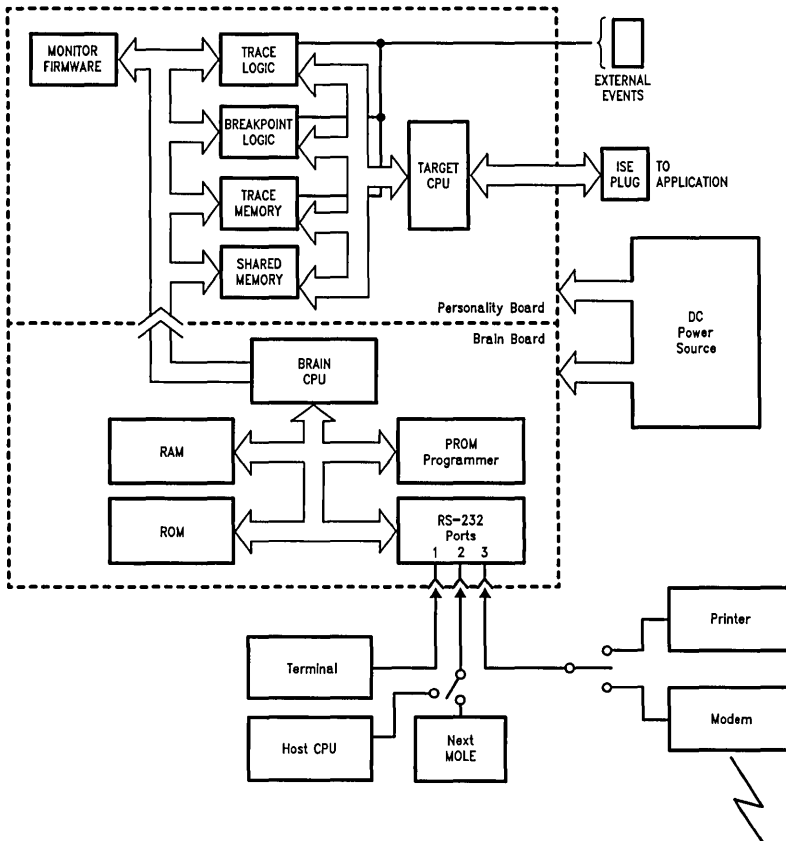 MONITOR
FIRMWARE
TRACE
LOGIC
EXTERNAL
EVENTS
BREAKPOINT
LOGIC
TARGET
CPU
ISE
PLUG
TO
APPLICATION
TRACE
MEMORY
SHARED
MEMORY
Personality Board
Brain Board
DC
Power
Source
BRAIN
CPU
RAM
PROM
Programmer
ROM
RS-232
Ports
1 2 3
Terminal
Printer
Host CPU
Next
MOLE
Modem